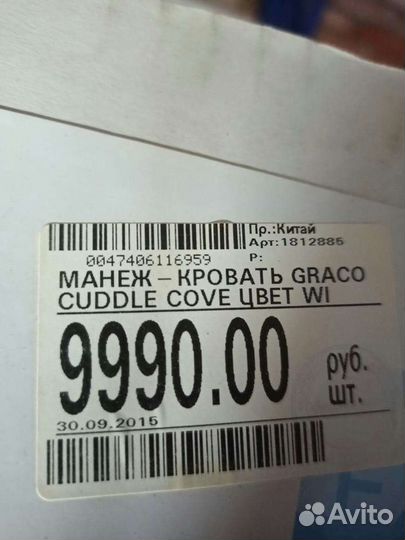 Пр.:Китай
0047406116959 Арт:1812885
Р:
МАНЕЖ – КРОВАТЬ GRACO
CUDDLE COVE ЦВЕТ WI
9990.00 руб.
шт.
30.09.2015
Avito